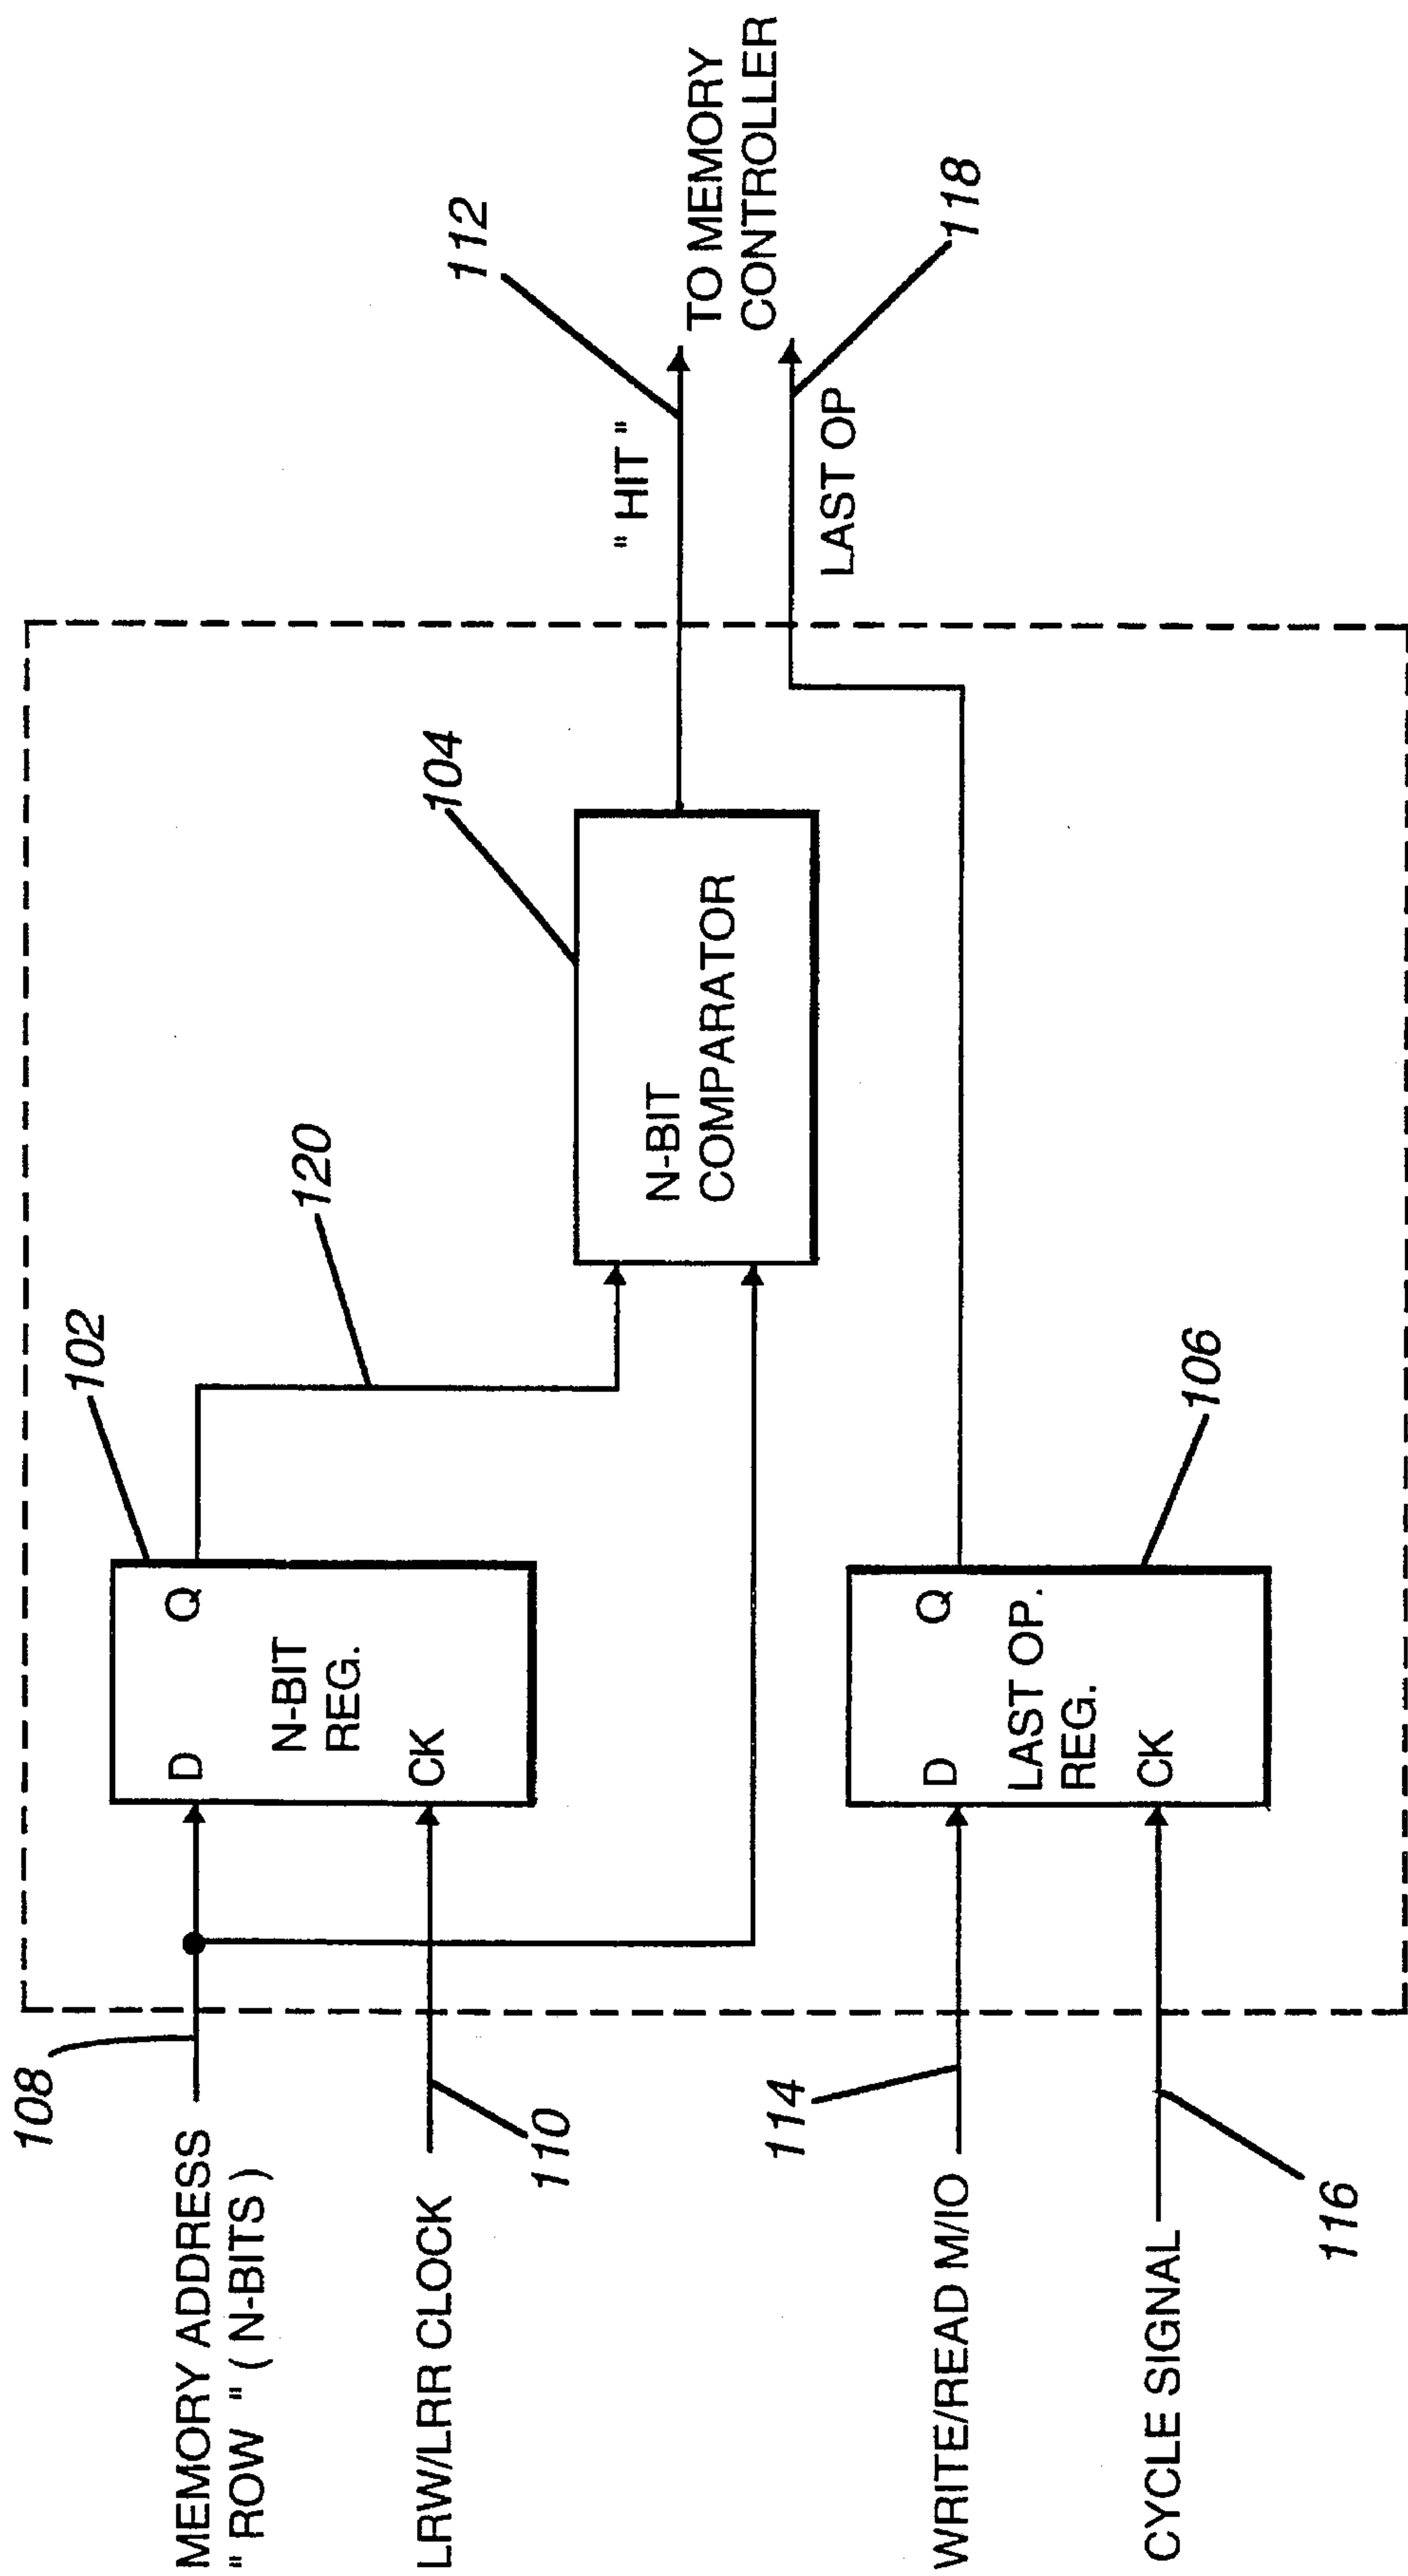 MEMORY ADDRESS
"ROW" (N-BITS)
108
LRW/LRR CLOCK
110
D
Q
N-BIT
REG.
CK
102
120
N-BIT
COMPARATOR
104
"HIT"
112
TO MEMORY
CONTROLLER
LAST OP
118
WRITE/READ M/IO
114
CYCLE SIGNAL
116
D
Q
LAST OP.
REG.
CK
106